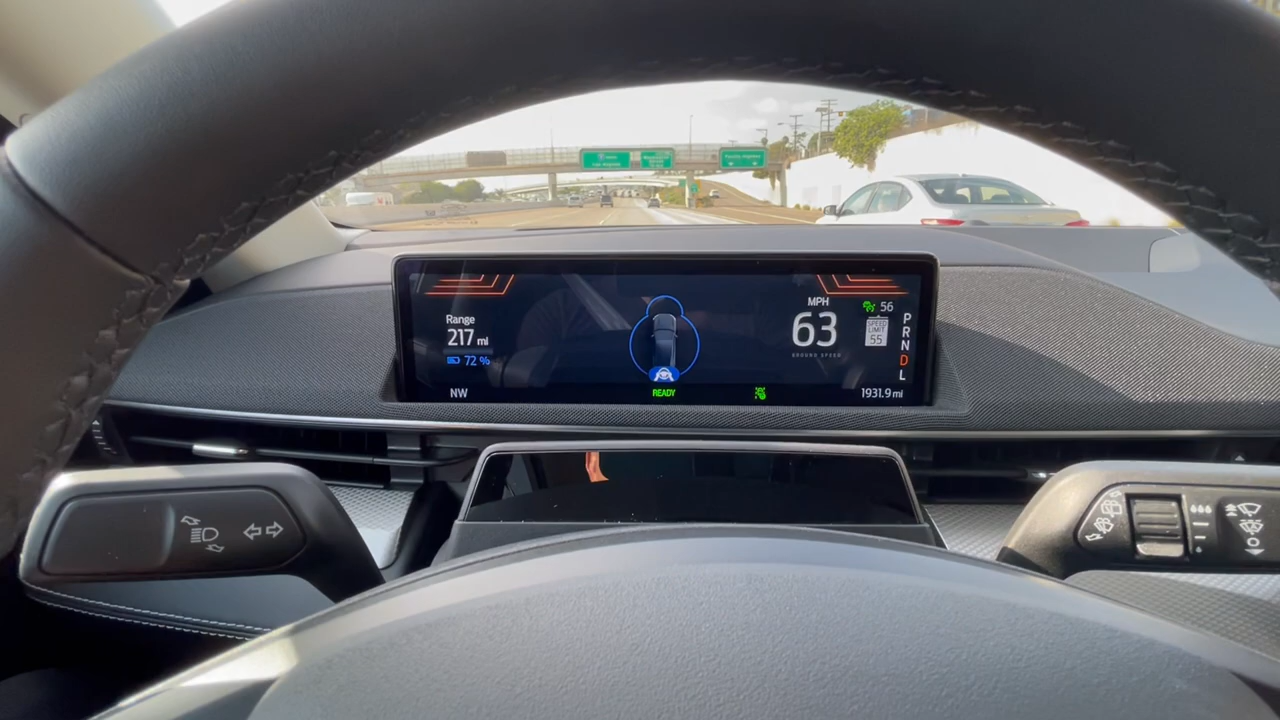 Range
217 mi
72 %
NW
READY
MPH
63
GROUND SPEED
56
SPEED
LIMIT
55
P
R
N
D
L
1931.9 mi